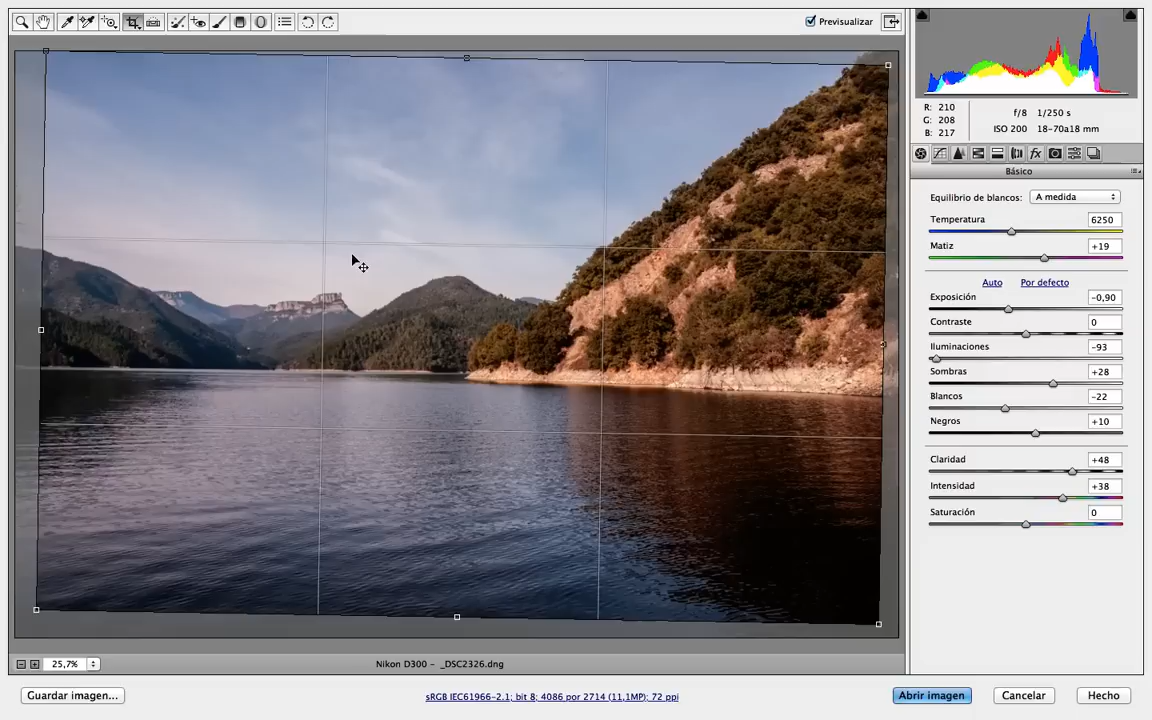 Previsualizar
R: 210
G: 208
B: 217
f/8 1/250 s
ISO 200 18-70a18 mm
fx
Básico
Equilibrio de blancos: A medida
Temperatura 6250
Matiz +19
Auto Por defecto
Exposición -0,90
Contraste 0
Iluminaciones -93
Sombras +28
Blancos -22
Negros +10
Claridad +48
Intensidad +38
Saturación 0
25,7%
Nikon D300 - _DSC2326.dng
Guardar imagen...
sRGB IEC61966-2.1; bit 8; 4086 por 2714 (11,1MP); 72 ppi
Abrir imagen
Cancelar
Hecho